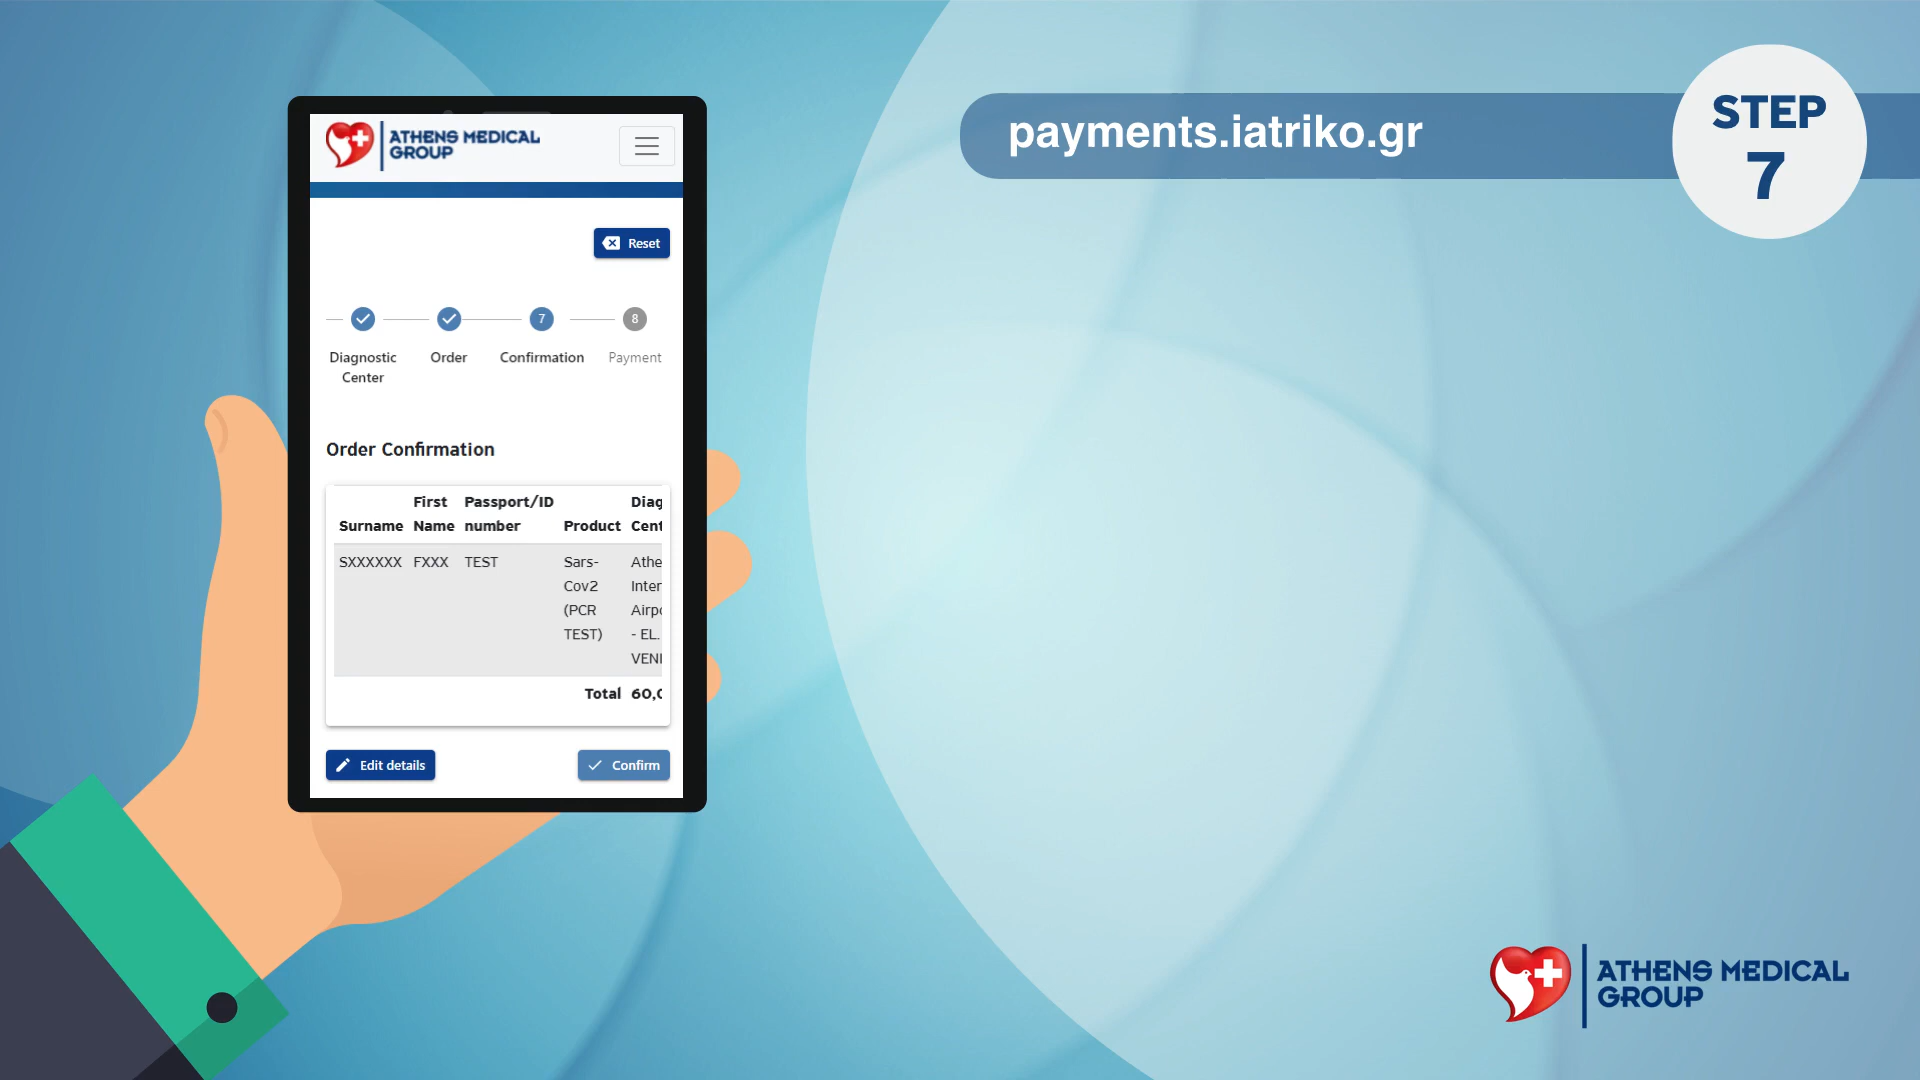 ATHENS MEDICAL
GROUP
Reset
7
8
Diagnostic
Center
Order
Confirmation
Payment
Order Confirmation
Surname First Name Passport/ID number Product
SXXXXXX FXXX TEST Sars-
Cov2
(PCR
TEST)
- EL.
Total
Edit details
Confirm
payments.iatriko.gr
STEP
7
ATHENS MEDICAL
GROUP